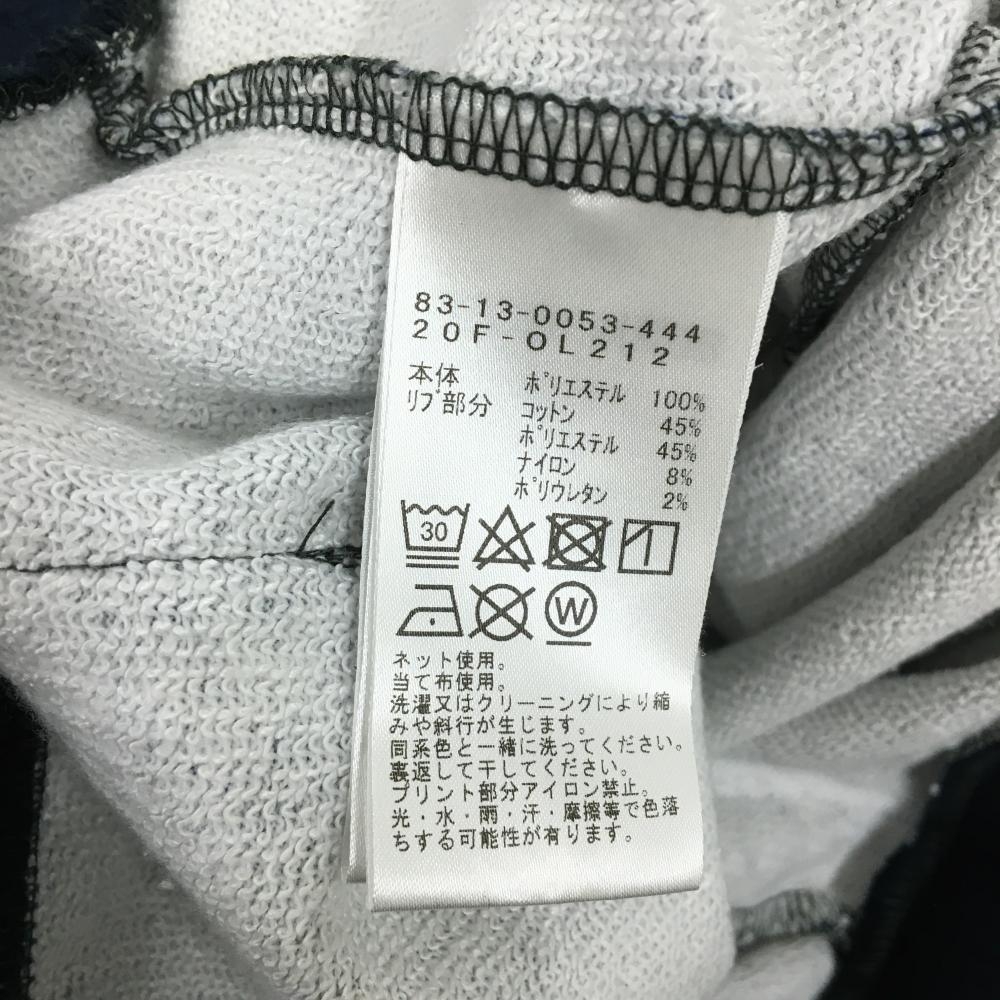 83-13-0053-444
20F-OL212
本体 ポリエステル 100%
リブ部分 コットン 45%
ポリエステル 45%
ナイロン 8%
ポリウレタン 2%
30
W
ネット使用。
当て布使用。
洗濯又はクリーニングにより縮
みや斜行が生じます。
同系色と一緒に洗ってください。
裏返して干してください。
プリント部分アイロン禁止。
光・水・雨・汗・摩擦等で色落
ちする可能性が有ります。